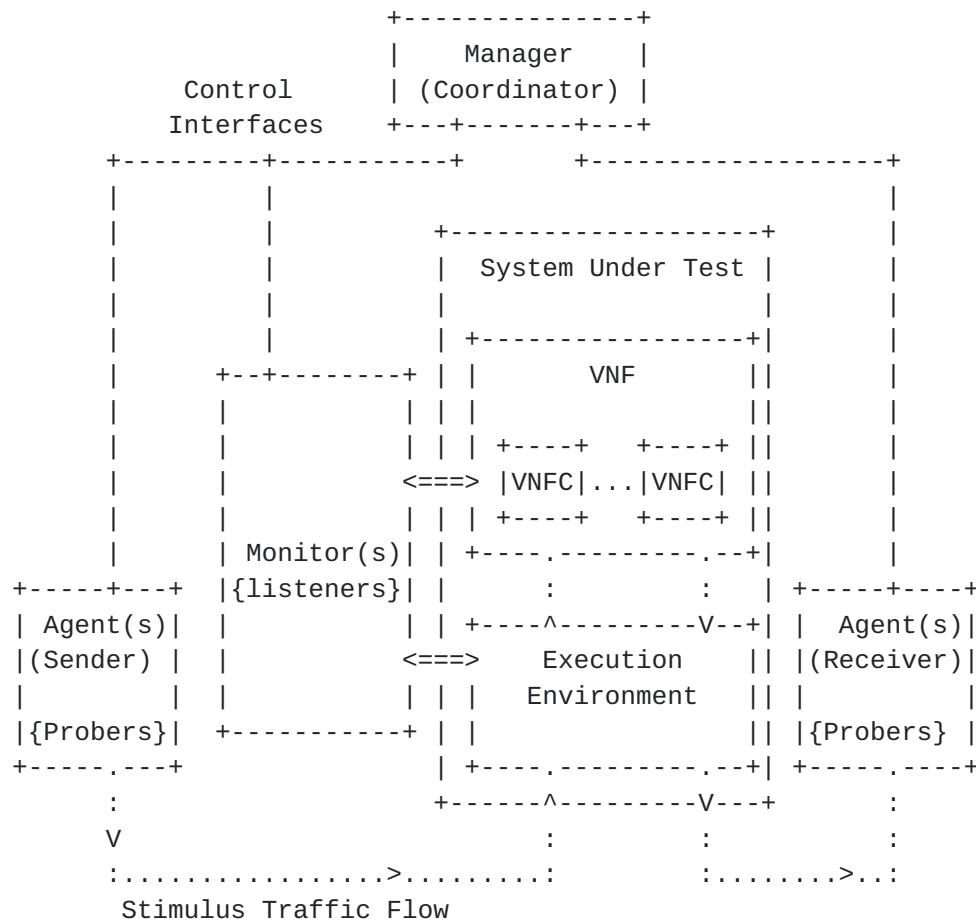 Manager
Control (Coordinator)
Interfaces
System Under Test
VNF
<===> |VNFC|...|VNFC|
Monitor(s)
{listeners}
Agent(s) Agent(s)
(Sender) <===> Execution (Receiver)
Environment
{Probers} {Probers}
Stimulus Traffic Flow